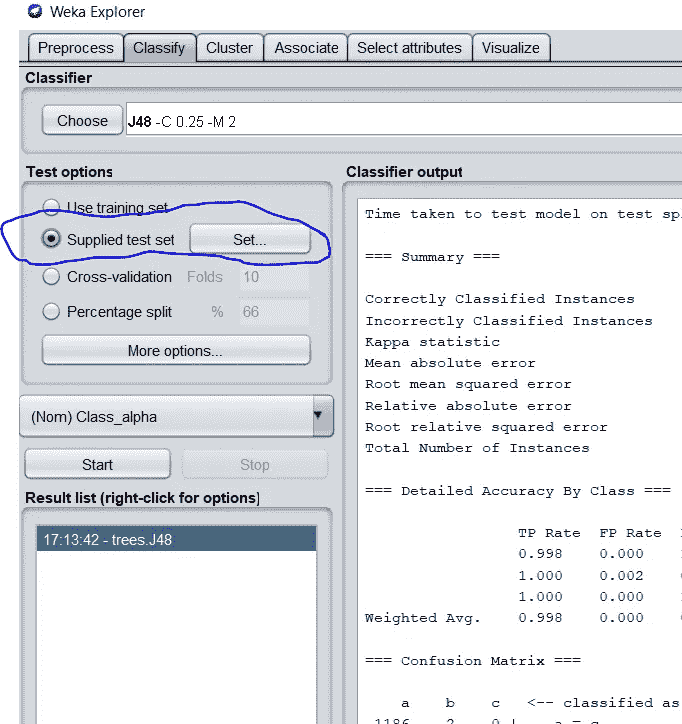 Weka Explorer
Preprocess Classify Cluster Associate Select attributes Visualize
Classifier
Choose J48 -C 0.25 -M 2
Test options
Use training set
Supplied test set Set...
Cross-validation Folds 10
Percentage split % 66
More options...
(Nom) Class_alpha
Start Stop
Result list (right-click for options)
17:13:42 - trees.J48
Classifier output
Time taken to test model on test sp
=== Summary ===
Correctly Classified Instances
Incorrectly Classified Instances
Kappa statistic
Mean absolute error
Root mean squared error
Relative absolute error
Root relative squared error
Total Number of Instances
=== Detailed Accuracy By Class ===
TP Rate FP Rate
0.998 0.000
1.000 0.002
1.000 0.000
Weighted Avg. 0.998 0.000
=== Confusion Matrix ===
a b c <-- classified as
1186 2 0 |